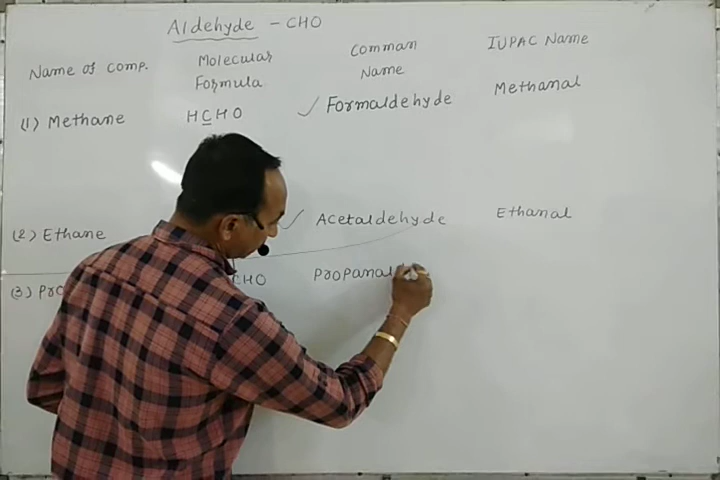 Aldehyde - CHO
Name of comp. Molecular Formula Comman Name IUPAC Name
(1) Methane HCHO ✓ Formaldehyde Methanal
(2) Ethane ✓ Acetaldehyde Ethanal
(3) Pro CHO Propanal